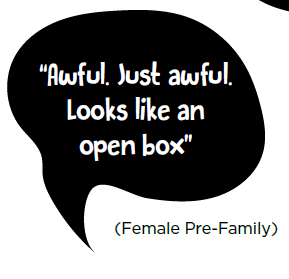 “Awful. Just awful.
Looks like an
open box”
(Female Pre-Family)